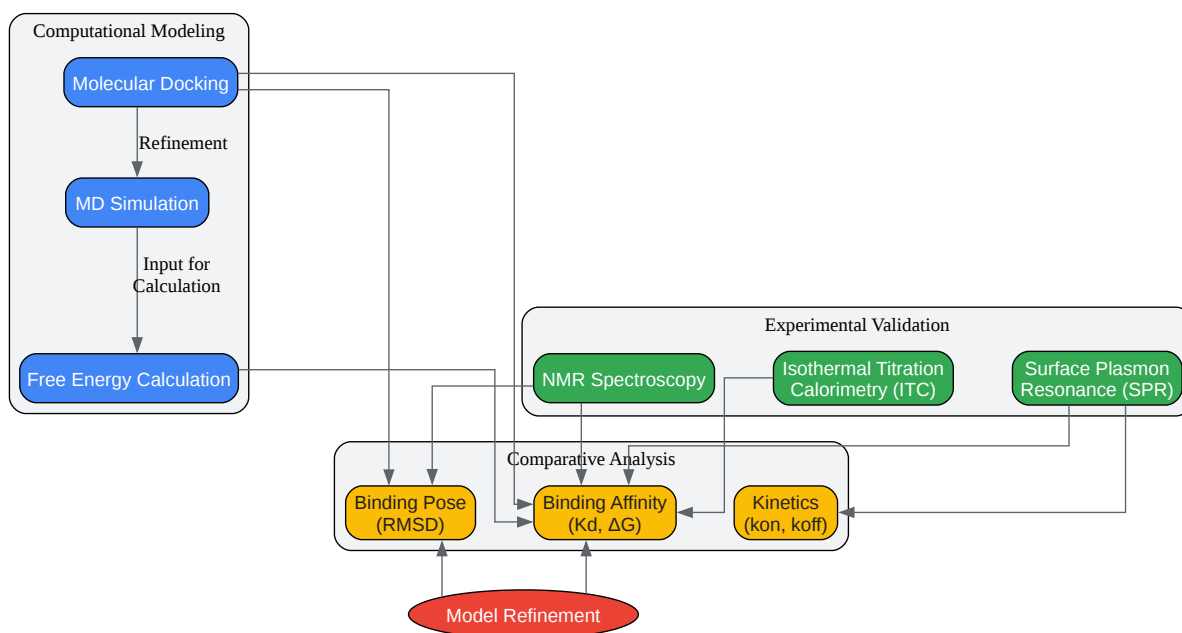 Computational Modeling
Molecular Docking
Refinement
MD Simulation
Input for
Calculation
Free Energy Calculation
Experimental Validation
NMR Spectroscopy
Isothermal Titration
Calorimetry (ITC)
Surface Plasmon
Resonance (SPR)
Comparative Analysis
Binding Pose
(RMSD)
Binding Affinity
(Kd, ΔG)
Kinetics
(kon, koff)
Model Refinement